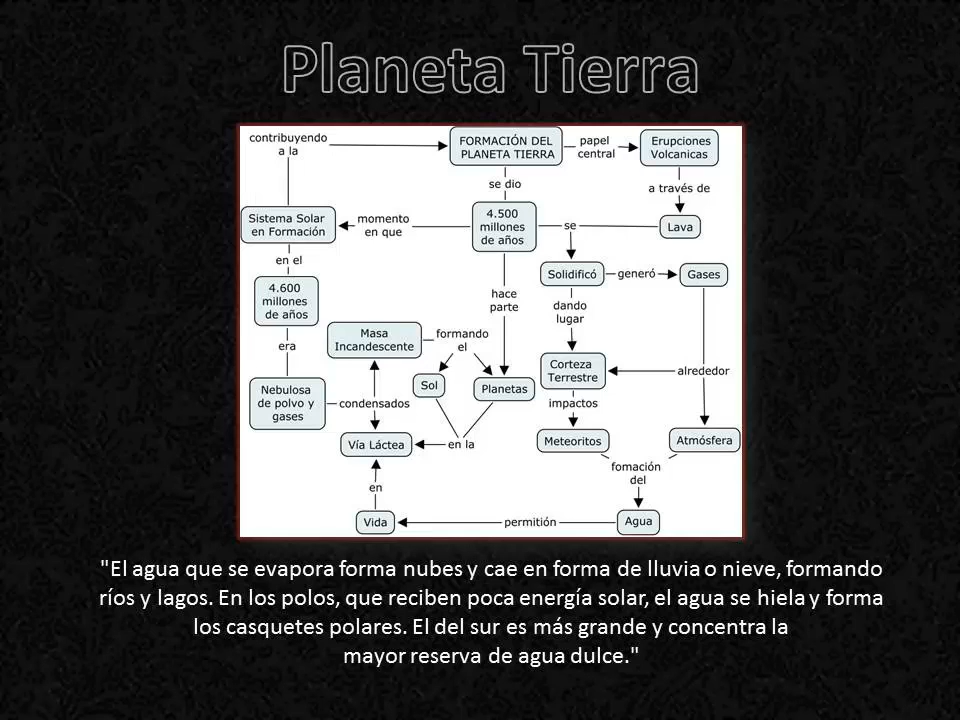 Planeta Tierra
contribuyendo
a la
FORMACIÓN DEL
PLANETA TIERRA
papel
central
Erupciones
Volcanicas
se dio
a través de
Sistema Solar
en Formación
momento
en que
4.500
millones
de años
se
Lava
en el
Solidificó
generó
Gases
4.600
millones
de años
hace
parte
dando
lugar
era
Masa
Incandescente
formando
el
Corteza
Terrestre
alrededor
Nebulosa
de polvo y
gases
condensados
Sol
Planetas
impactos
Vía Láctea
en la
Meteoritos
Atmósfera
fomación
del
en
Vida
permitión
Agua
"El agua que se evapora forma nubes y cae en forma de lluvia o nieve, formando
ríos y lagos. En los polos, que reciben poca energía solar, el agua se hiela y forma
los casquetes polares. El del sur es más grande y concentra la
mayor reserva de agua dulce."